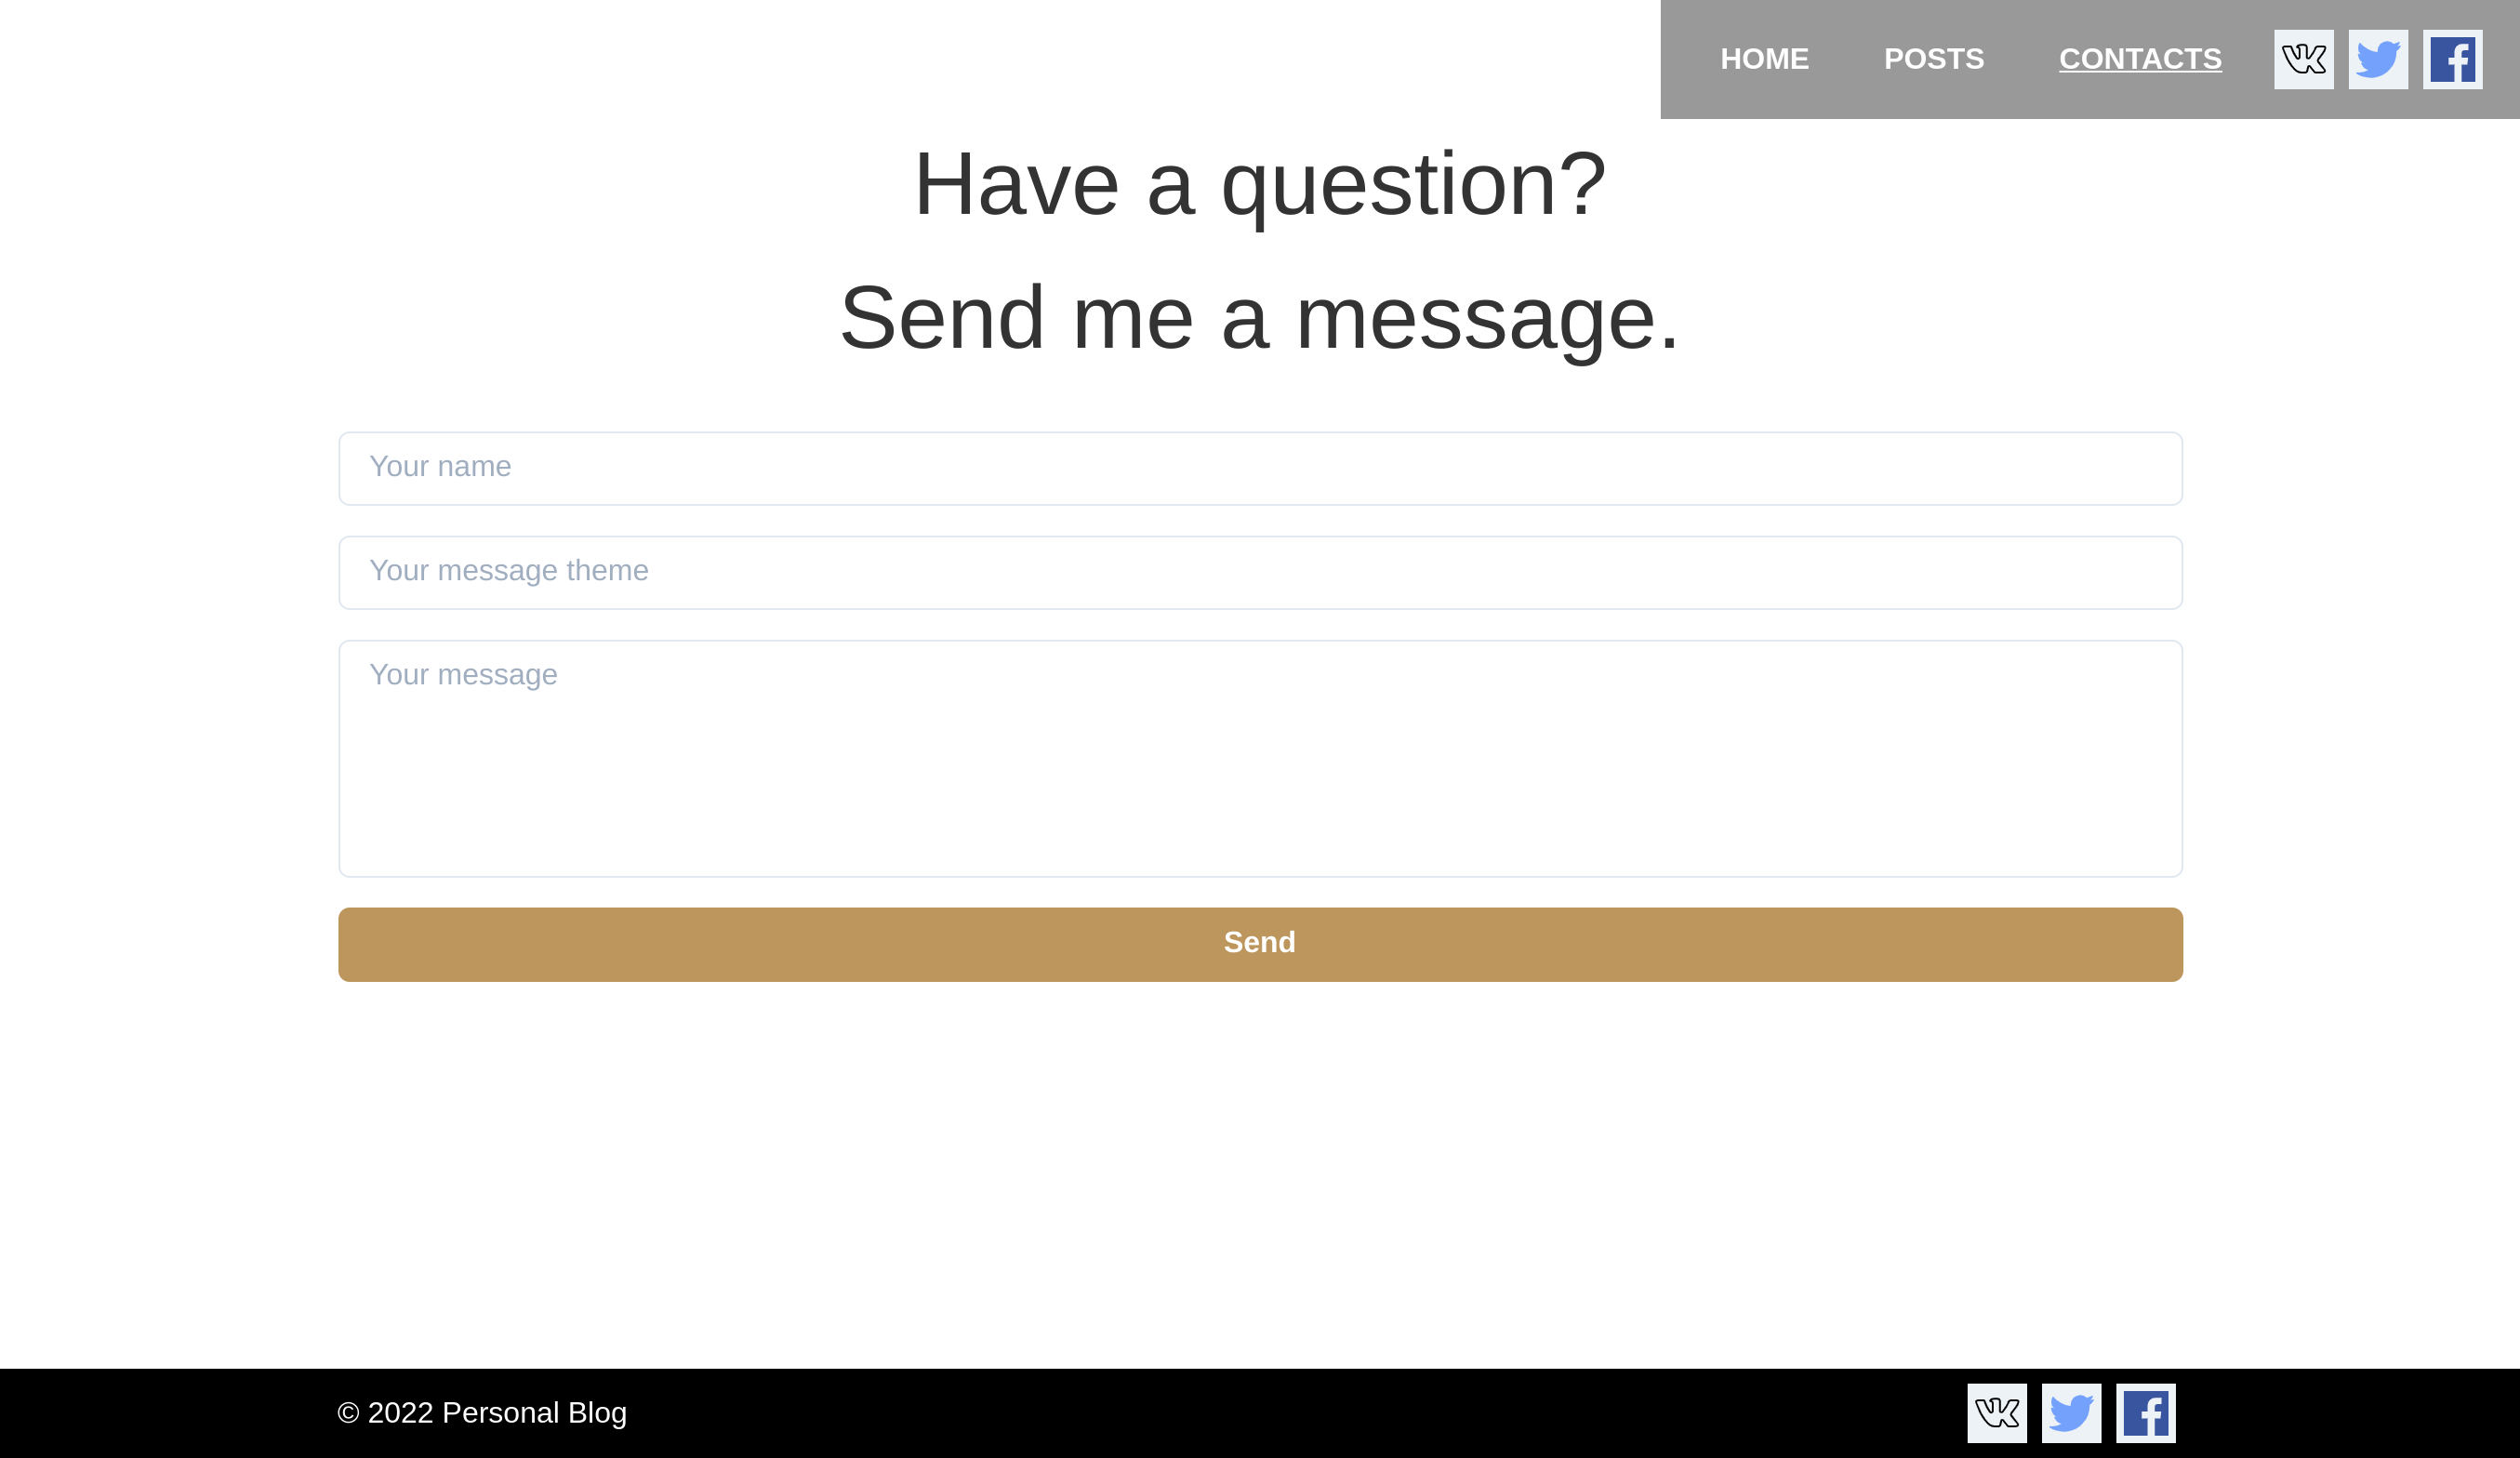 HOME POSTS CONTACTS
Have a question?
Send me a message.
Your name
Your message theme
Your message
Send
© 2022 Personal Blog